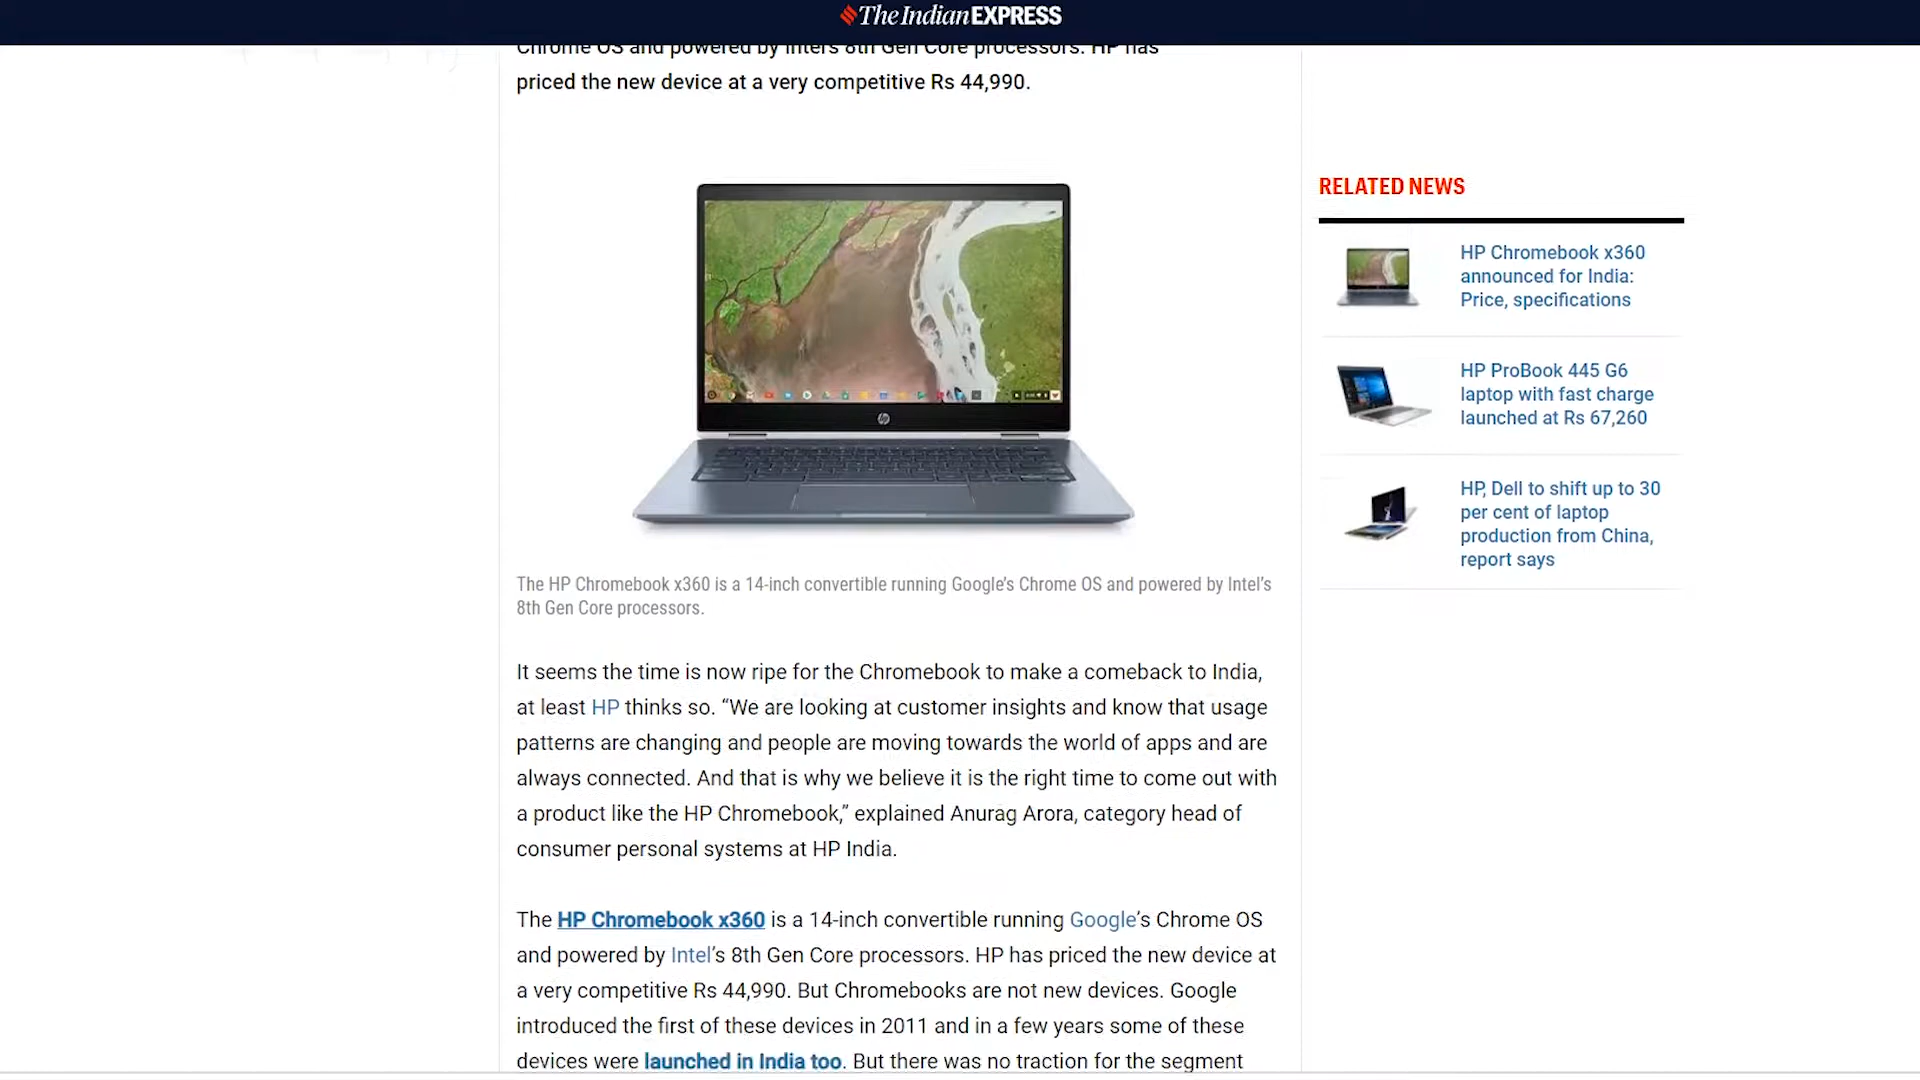 The Indian EXPRESS
Chrome OS and powered by Intel's 8th Gen Core processors. HP has
priced the new device at a very competitive Rs 44,990.
hp
The HP Chromebook x360 is a 14-inch convertible running Google's Chrome OS and powered by Intel's
8th Gen Core processors.
It seems the time is now ripe for the Chromebook to make a comeback to India,
at least HP thinks so. “We are looking at customer insights and know that usage
patterns are changing and people are moving towards the world of apps and are
always connected. And that is why we believe it is the right time to come out with
a product like the HP Chromebook,” explained Anurag Arora, category head of
consumer personal systems at HP India.
The HP Chromebook x360 is a 14-inch convertible running Google's Chrome OS
and powered by Intel's 8th Gen Core processors. HP has priced the new device at
a very competitive Rs 44,990. But Chromebooks are not new devices. Google
introduced the first of these devices in 2011 and in a few years some of these
devices were launched in India too. But there was no traction for the segment
RELATED NEWS
HP Chromebook x360
announced for India:
Price, specifications
HP ProBook 445 G6
laptop with fast charge
launched at Rs 67,260
HP, Dell to shift up to 30
per cent of laptop
production from China,
report says